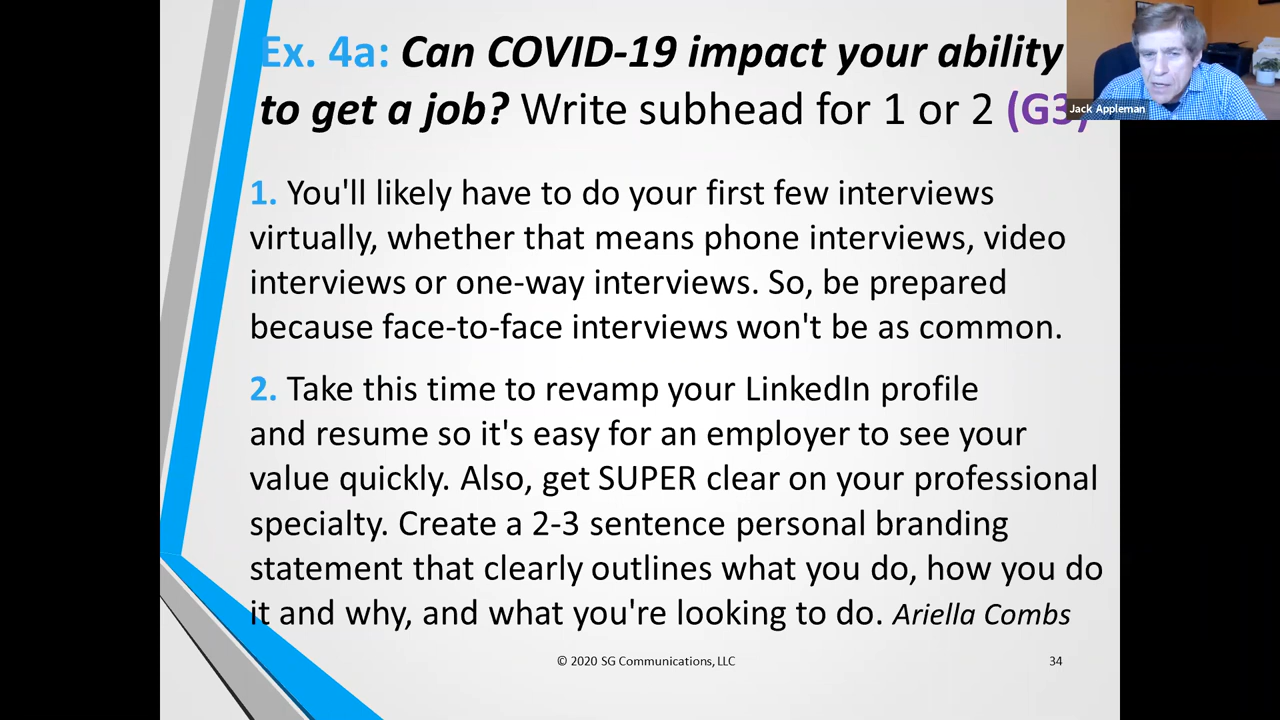 Ex. 4a: Can COVID-19 impact your ability
to get a job? Write subhead for 1 or 2 (G3)
Jack Appleman
1. You'll likely have to do your first few interviews
virtually, whether that means phone interviews, video
interviews or one-way interviews. So, be prepared
because face-to-face interviews won't be as common.
2. Take this time to revamp your LinkedIn profile
and resume so it's easy for an employer to see your
value quickly. Also, get SUPER clear on your professional
specialty. Create a 2-3 sentence personal branding
statement that clearly outlines what you do, how you do
it and why, and what you're looking to do. Ariella Combs
© 2020 SG Communications, LLC
34